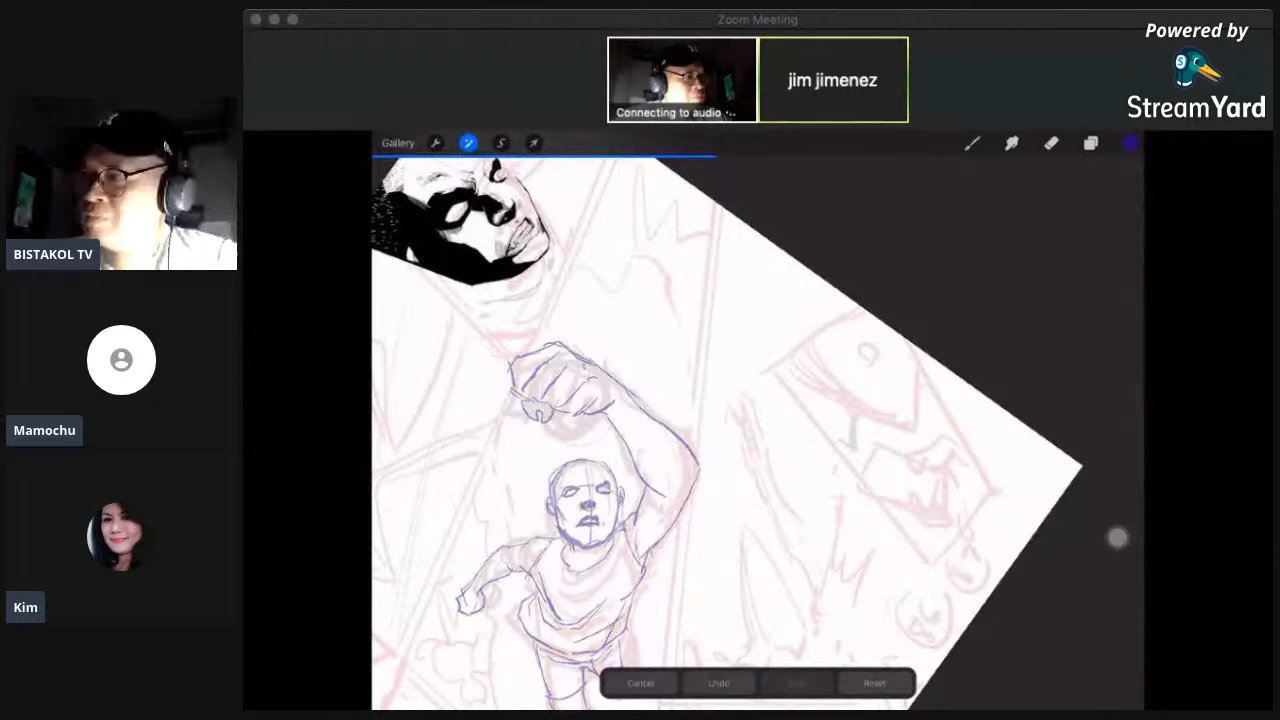 Zoom Meeting
Powered by
StreamYard
Connecting to audio ...
jim jimenez
Gallery
BISTAKOL TV
Mamochu
Kim
Cancel
Undo
Reset